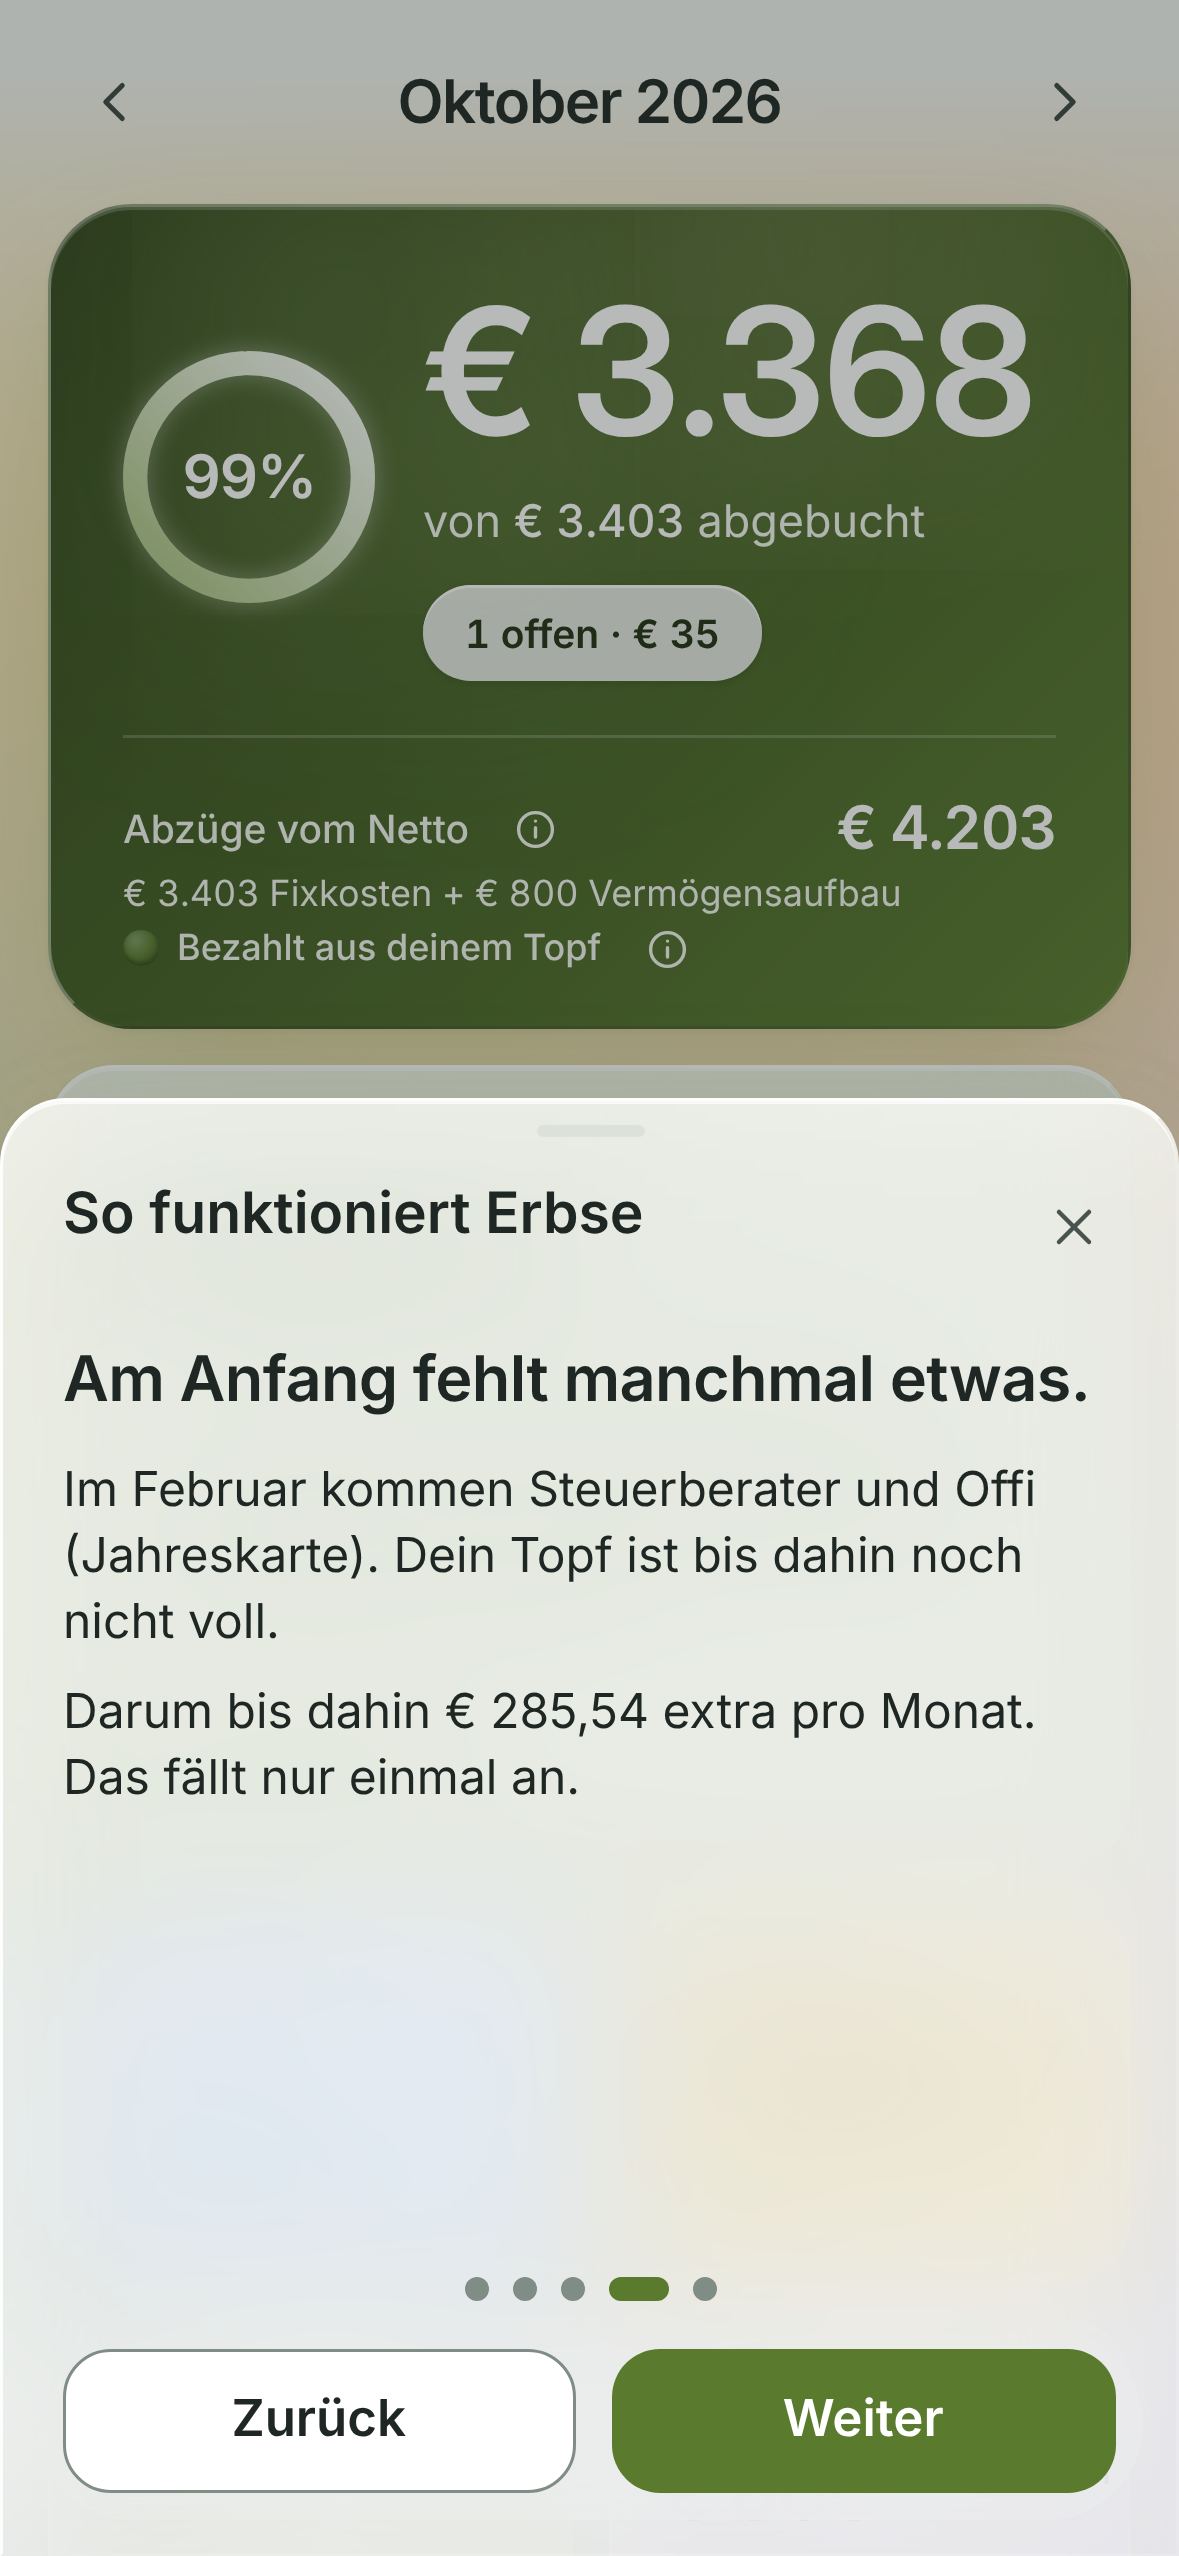 Oktober 2026
€ 3.368
99%
von € 3.403 abgebucht
1 offen · € 35
Abzüge vom Netto
€ 4.203
€ 3.403 Fixkosten + € 800 Vermögensaufbau
Bezahlt aus deinem Topf
So funktioniert Erbse
Am Anfang fehlt manchmal etwas.
Im Februar kommen Steuerberater und Offi
(Jahreskarte). Dein Topf ist bis dahin noch
nicht voll.
Darum bis dahin € 285,54 extra pro Monat.
Das fällt nur einmal an.
Zurück
Weiter